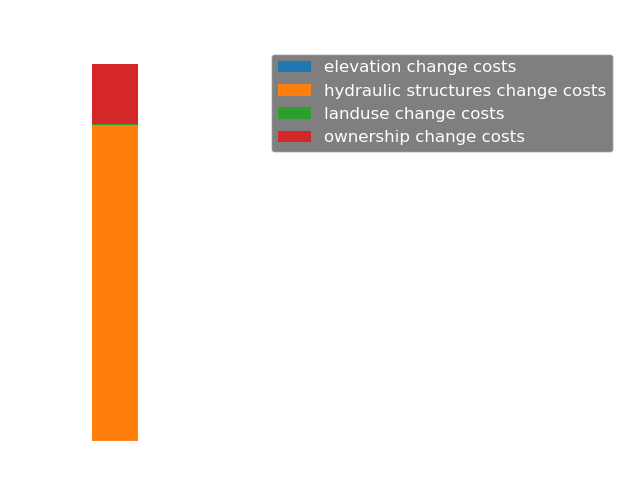 elevation change costs
hydraulic structures change costs
landuse change costs
ownership change costs